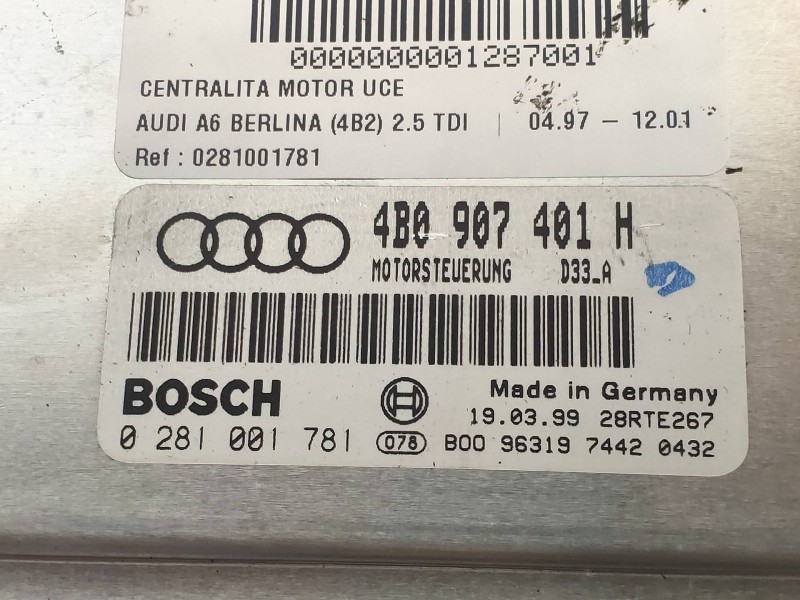 0000000001287001
CENTRALITA MOTOR UCE
AUDI A6 BERLINA (4B2) 2.5 TDI | 04.97 - 12.01
Ref : 0281001781
4B0 907 401 H
MOTORSTEUERUNG D33_A
BOSCH
Made in Germany
19.03.99 28RTE267
0 281 001 781 078 B00 96319 7442 0432